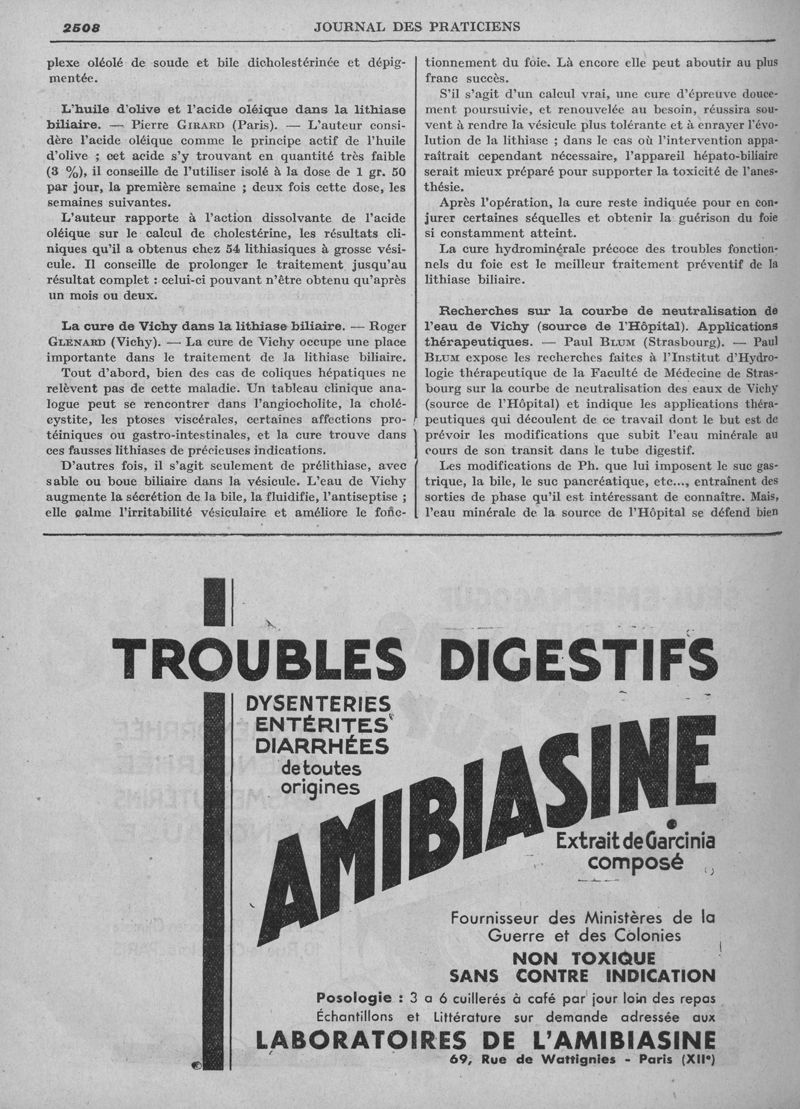 2508
JOURNAL DES PRATICIENS
plexe oléolé de soude et bile dicholestérinée et dépig-
mentée.
L'huile d'olive et l'acide oléique dans la lithiase
biliaire. — Pierre GIRARD (Paris). — L'auteur consi-
dère l'acide oléique comme le principe actif de l'huile
d'olive ; cet acide s'y trouvant en quantité très faible
(3 %), il conseille de l'utiliser isolé à la dose de 1 gr. 50
par jour, la première semaine ; deux fois cette dose, les
semaines suivantes.
L'auteur rapporte à l'action dissolvante de l'acide
oléique sur le calcul de cholestérine, les résultats cli-
niques qu'il a obtenus chez 54 lithiasiques à grosse vési-
cule. Il conseille de prolonger le traitement jusqu'au
résultat complet : celui-ci pouvant n'être obtenu qu'après
un mois ou deux.
La cure de Vichy dans la lithiase biliaire. — Roger
GLENARD (Vichy). — La cure de Vichy occupe une place
importante dans le traitement de la lithiase biliaire.
Tout d'abord, bien des cas de coliques hépatiques ne
relèvent pas de cette maladie. Un tableau clinique ana-
logue peut se rencontrer dans l'angiocholite, la cholé-
cystite, les ptoses viscérales, certaines affections pro-
téiniques ou gastro-intestinales, et la cure trouve dans
ces fausses lithiases de précieuses indications.
D'autres fois, il s'agit seulement de prélithiase, avec
sable ou boue biliaire dans la vésicule. L'eau de Vichy
augmente la sécrétion de la bile, la fluidifie, l'antiseptise ;
elle calme l'irritabilité vésiculaire et améliore le fonc-
tionnement du foie. Là encore elle peut aboutir au plus
franc succès.
S'il s'agit d'un calcul vrai, une cure d'épreuve douce-
ment poursuivie, et renouvelée au besoin, réussira sou-
vent à rendre la vésicule plus tolérante et à enrayer l'évo-
lution de la lithiase ; dans le cas où l'intervention appa-
raîtrait cependant nécessaire, l'appareil hépato-biliaire
serait mieux préparé pour supporter la toxicité de l'anes-
thésie.
Après l'opération, la cure reste indiquée pour en con-
jurer certaines séquelles et obtenir la guérison du foie
si constamment atteint.
La cure hydrominérale précoce des troubles fonction-
nels du foie est le meilleur traitement préventif de la
lithiase biliaire.
Recherches sur la courbe de neutralisation de
l'eau de Vichy (source de l'Hôpital). Applications
thérapeutiques. — Paul BLUM (Strasbourg). — Paul
BLUM expose les recherches faites à l'Institut d'Hydro-
logie thérapeutique de la Faculté de Médecine de Stras-
bourg sur la courbe de neutralisation des eaux de Vichy
(source de l'Hôpital) et indique les applications théra-
peutiques qui découlent de ce travail dont le but est de
prévoir les modifications que subit l'eau minérale au
cours de son transit dans le tube digestif.
Les modifications de Ph. que lui imposent le suc gas-
trique, la bile, le suc pancréatique, etc..., entraînent des
sorties de phase qu'il est intéressant de connaître. Mais,
l'eau minérale de la source de l'Hôpital se défend bien
TROUBLES DIGESTIFS
DYSENTERIES
ENTÉRITES
DIARRHÉES
de toutes
origines
AMIBIASINE
Extrait de Garcinia
composé
Fournisseur des Ministères de la
Guerre et des Colonies
NON TOXIQUE
SANS CONTRE INDICATION
Posologie : 3 a 6 cuillerés à café par jour loin des repas
Échantillons et Littérature sur demande adressée aux
LABORATOIRES DE L'AMIBIASINE
69, Rue de Wattignies - Paris (XIIe)